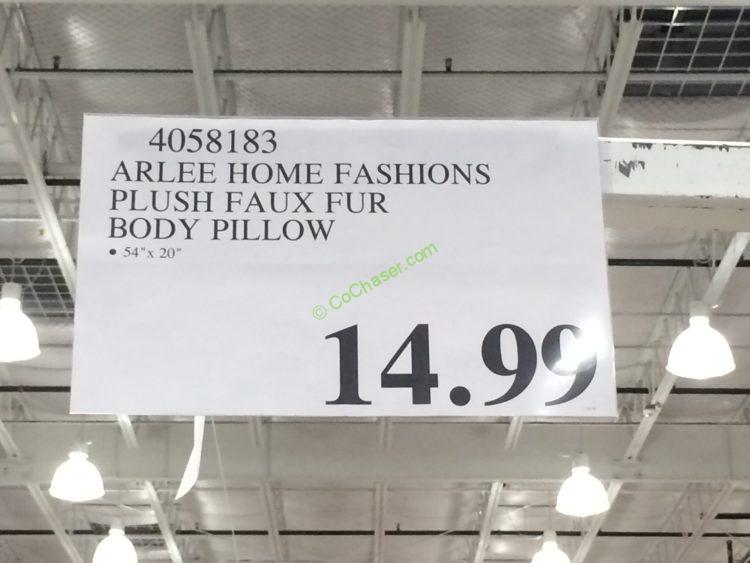 4058183
ARLEE HOME FASHIONS
PLUSH FAUX FUR
BODY PILLOW
• 54"x 20"
© CoChaser.com
14.99